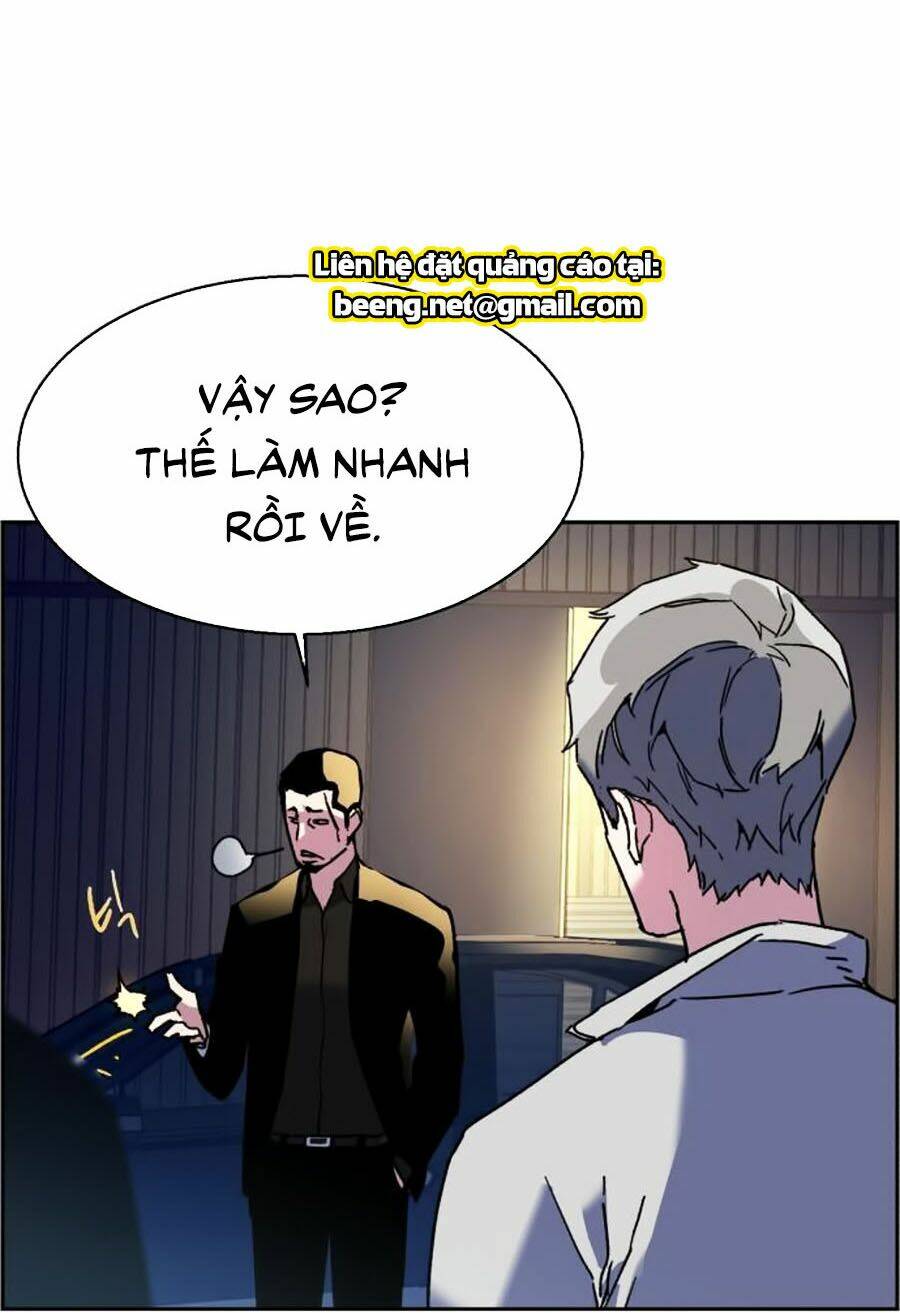 Liên hệ đặt quảng cáo tại:
beeng.net@gmail.com
VẬY SAO?
THẾ LÀM NHANH
RỒI VỀ.